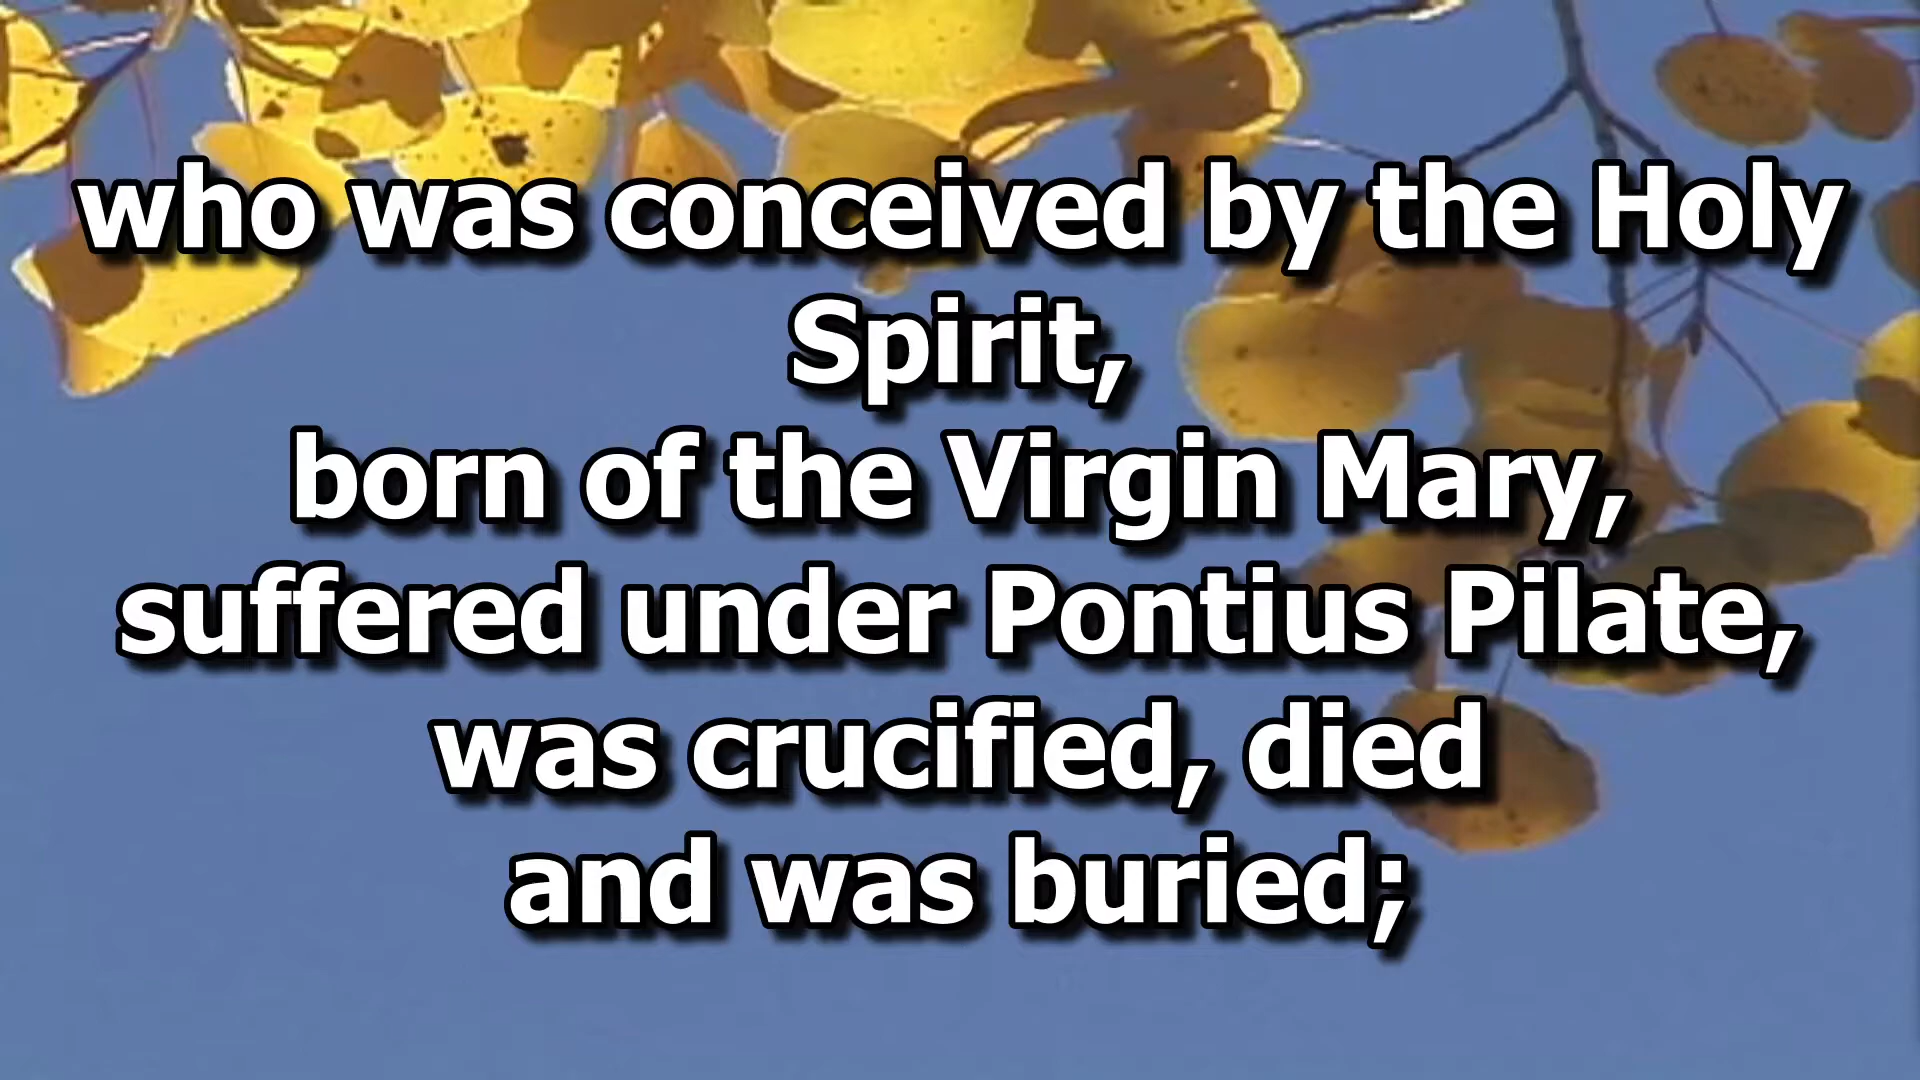 who was conceived by the Holy
Spirit,
born of the Virgin Mary,
suffered under Pontius Pilate,
was crucified, died
and was buried;